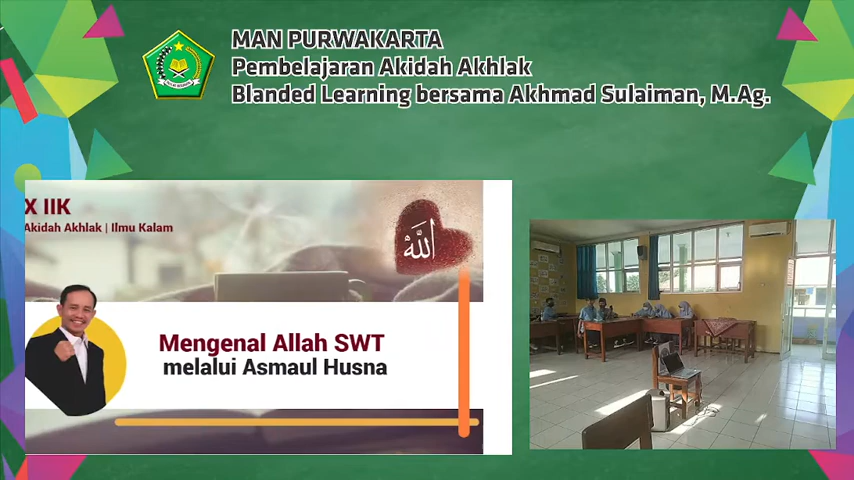 MAN PURWAKARTA
Pembelajaran Akidah Akhlak
Blanded Learning bersama Akhmad Sulaiman, M.Ag.
X IIK
Akidah Akhlak | Ilmu Kalam
الله
Mengenal Allah SWT
melalui Asmaul Husna